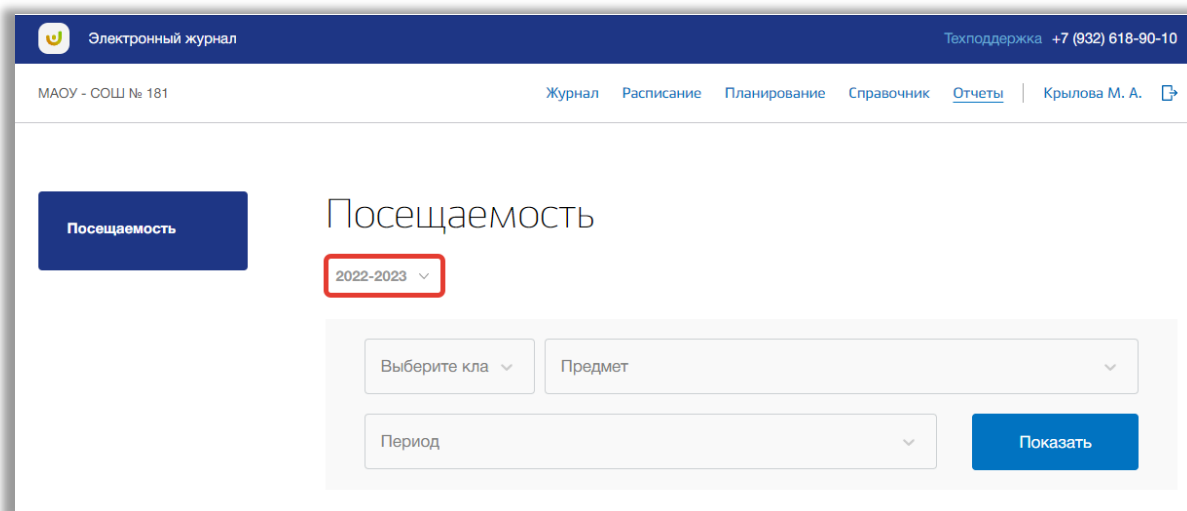 Электронный журнал
Техподдержка +7 (932) 618-90-10
МАОУ - СОШ № 181
Журнал Расписание Планирование Справочник Отчеты Крылова М. А.
Посещаемость
Посещаемость
2022-2023
Выберите кла
Предмет
Период
Показать